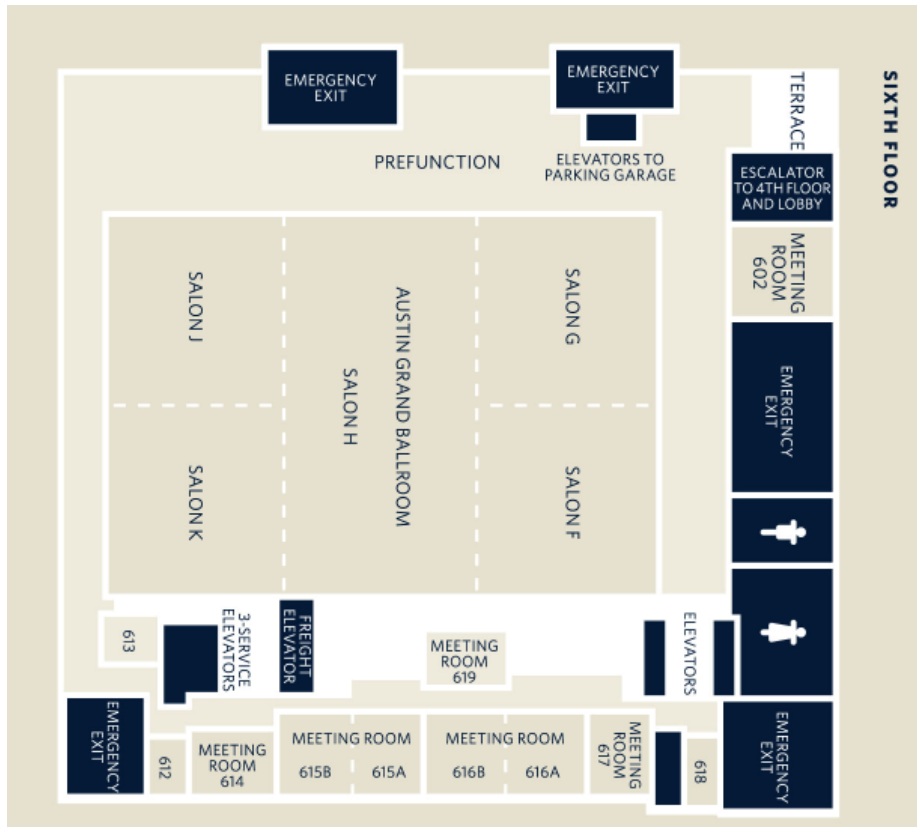 SIXTH FLOOR
EMERGENCY
EXIT
EMERGENCY
EXIT
TERRACE
PREFUNCTION
ELEVATORS TO
PARKING GARAGE
ESCALATOR
TO 4TH FLOOR
AND LOBBY
MEETING
ROOM
602
SALON J
AUSTIN GRAND BALLROOM
SALON H
SALON G
EMERGENCY
EXIT
SALON K
SALON F
613
3-SERVICE
ELEVATORS
FREIGHT
ELEVATOR
MEETING
ROOM
619
ELEVATORS
EMERGENCY
EXIT
612
MEETING
ROOM
614
MEETING ROOM
615B
615A
MEETING ROOM
616B
616A
MEETING
ROOM
617
618
EMERGENCY
EXIT